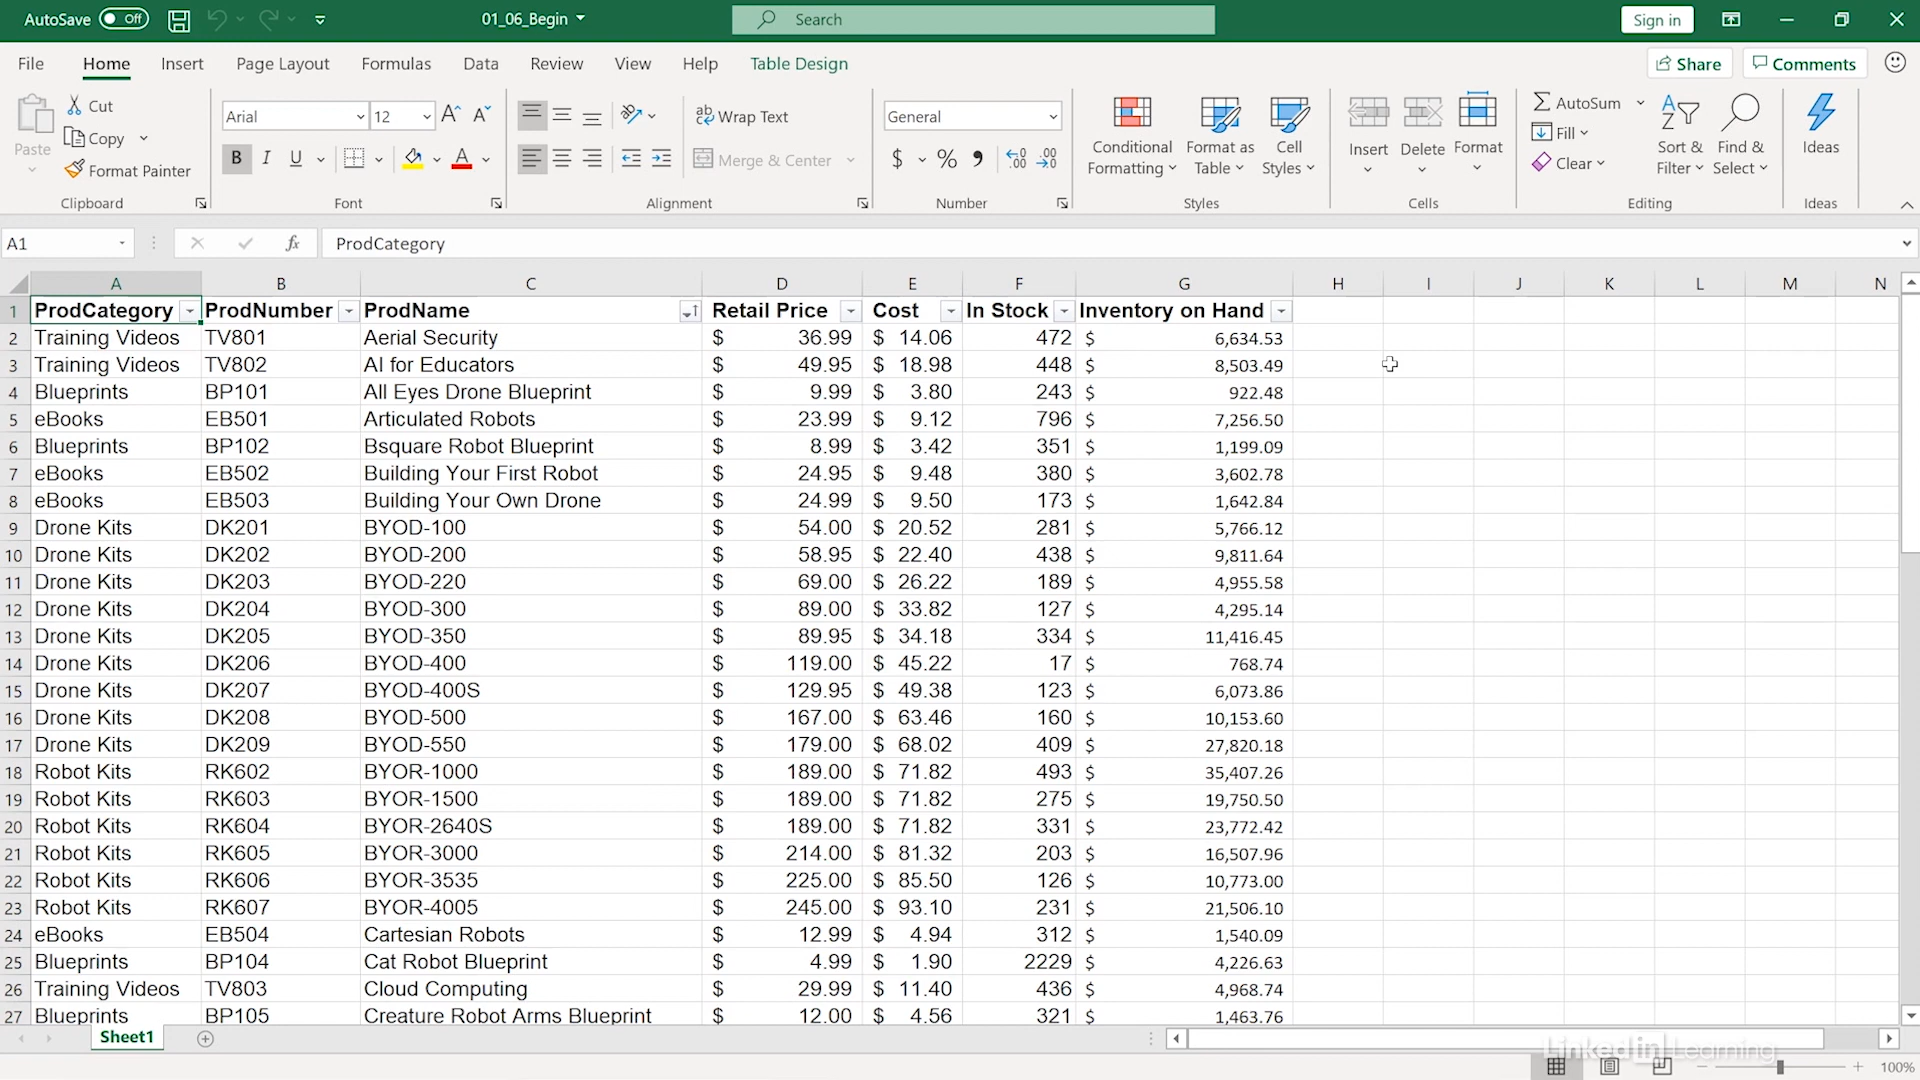 AutoSave Off 01_06_Begin Search Sign in
File Home Insert Page Layout Formulas Data Review View Help Table Design Share Comments
Paste Cut Copy Format Painter Clipboard
Arial 12 B I U A Font
Wrap Text Merge & Center Alignment
General $ % Number
Conditional Formatting Format as Table Cell Styles Styles
Insert Delete Format Cells
AutoSum Fill Clear Sort & Filter Find & Select Editing
Ideas Ideas
A1 fx ProdCategory
A B C D E F G H I J K L M N
1 ProdCategory ProdNumber ProdName Retail Price Cost In Stock Inventory on Hand
2 Training Videos TV801 Aerial Security $ 36.99 $ 14.06 472 $ 6,634.53
3 Training Videos TV802 AI for Educators $ 49.95 $ 18.98 448 $ 8,503.49
4 Blueprints BP101 All Eyes Drone Blueprint $ 9.99 $ 3.80 243 $ 922.48
5 eBooks EB501 Articulated Robots $ 23.99 $ 9.12 796 $ 7,256.50
6 Blueprints BP102 Bsquare Robot Blueprint $ 8.99 $ 3.42 351 $ 1,199.09
7 eBooks EB502 Building Your First Robot $ 24.95 $ 9.48 380 $ 3,602.78
8 eBooks EB503 Building Your Own Drone $ 24.99 $ 9.50 173 $ 1,642.84
9 Drone Kits DK201 BYOD-100 $ 54.00 $ 20.52 281 $ 5,766.12
10 Drone Kits DK202 BYOD-200 $ 58.95 $ 22.40 438 $ 9,811.64
11 Drone Kits DK203 BYOD-220 $ 69.00 $ 26.22 189 $ 4,955.58
12 Drone Kits DK204 BYOD-300 $ 89.00 $ 33.82 127 $ 4,295.14
13 Drone Kits DK205 BYOD-350 $ 89.95 $ 34.18 334 $ 11,416.45
14 Drone Kits DK206 BYOD-400 $ 119.00 $ 45.22 17 $ 768.74
15 Drone Kits DK207 BYOD-400S $ 129.95 $ 49.38 123 $ 6,073.86
16 Drone Kits DK208 BYOD-500 $ 167.00 $ 63.46 160 $ 10,153.60
17 Drone Kits DK209 BYOD-550 $ 179.00 $ 68.02 409 $ 27,820.18
18 Robot Kits RK602 BYOR-1000 $ 189.00 $ 71.82 493 $ 35,407.26
19 Robot Kits RK603 BYOR-1500 $ 189.00 $ 71.82 275 $ 19,750.50
20 Robot Kits RK604 BYOR-2640S $ 189.00 $ 71.82 331 $ 23,772.42
21 Robot Kits RK605 BYOR-3000 $ 214.00 $ 81.32 203 $ 16,507.96
22 Robot Kits RK606 BYOR-3535 $ 225.00 $ 85.50 126 $ 10,773.00
23 Robot Kits RK607 BYOR-4005 $ 245.00 $ 93.10 231 $ 21,506.10
24 eBooks EB504 Cartesian Robots $ 12.99 $ 4.94 312 $ 1,540.09
25 Blueprints BP104 Cat Robot Blueprint $ 4.99 $ 1.90 2229 $ 4,226.63
26 Training Videos TV803 Cloud Computing $ 29.99 $ 11.40 436 $ 4,968.74
27 Blueprints BP105 Creature Robot Arms Blueprint $ 12.00 $ 4.56 321 $ 1,463.76
Sheet1
LinkedIn Learning
100%